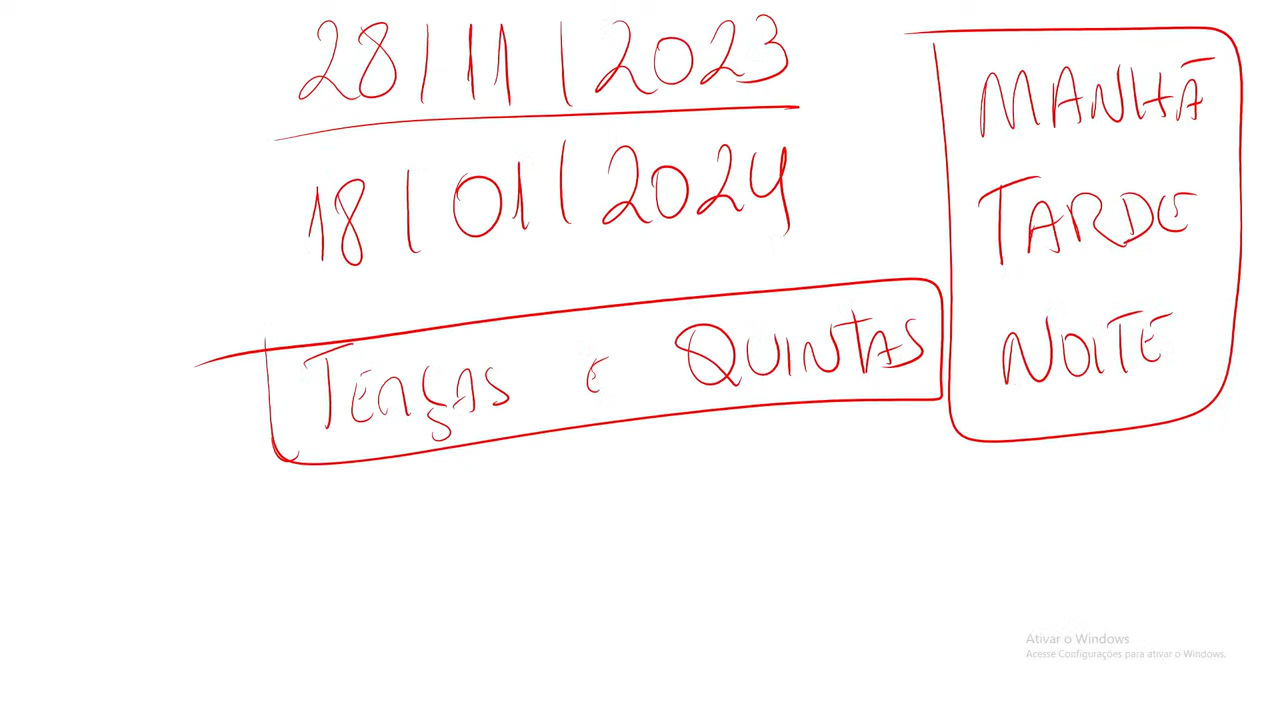 28/11/2023
18/01/2024
TERÇAS E QUINTAS
MANHÃ
TARDE
NOITE
Ativar o Windows
Acesse Configurações para ativar o Windows.